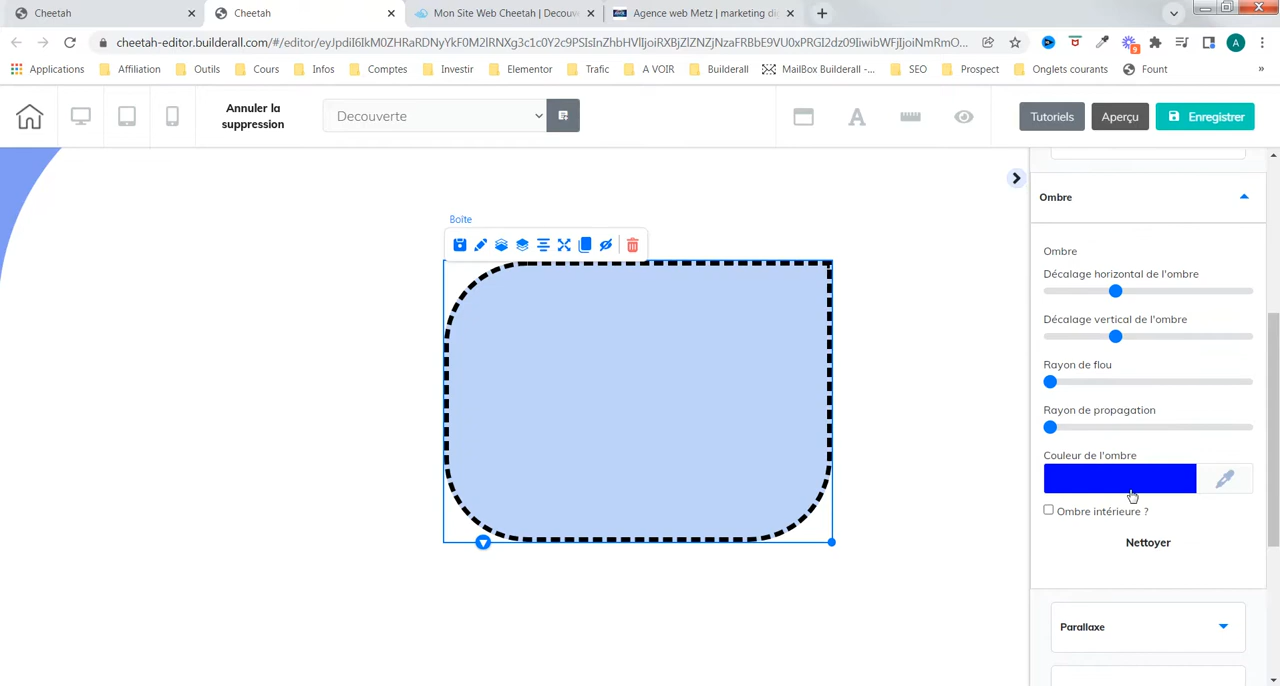 Cheetah
Cheetah
Mon Site Web Cheetah | Decouv
Agence web Metz | marketing di
cheetah-editor.builderall.com/#/editor/
Applications
Affiliation
Outils
Cours
Infos
Comptes
Investir
Elementor
Trafic
A VOIR
Builderall
MailBox Builderall -...
SEO
Prospect
Onglets courants
Fount
»
9
A
Annuler la
suppression
Decouverte
A
Tutoriels
Aperçu
Enregistrer
Boîte
Ombre
Ombre
Décalage horizontal de l'ombre
Décalage vertical de l'ombre
Rayon de flou
Rayon de propagation
Couleur de l'ombre
Ombre intérieure ?
Nettoyer
Parallaxe